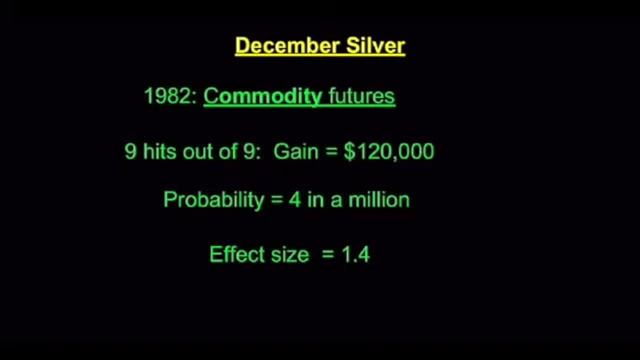 December Silver
1982: Commodity futures
9 hits out of 9: Gain = $120,000
Probability = 4 in a million
Effect size = 1.4